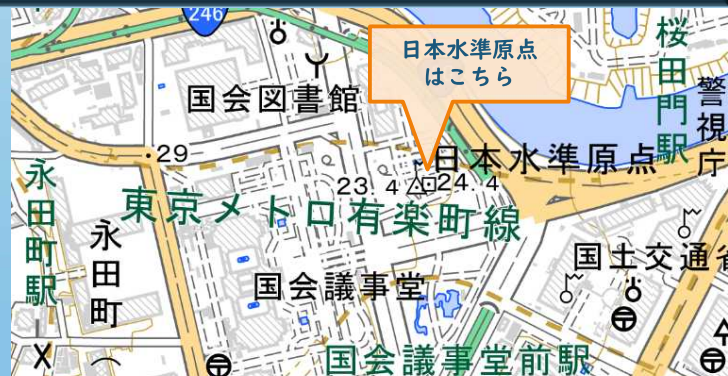 246
日本水準原点
はこちら
桜田門駅
警視庁
国会図書館
29
日本水準原点
23.4
24.4
東京メトロ有楽町線
永田町駅
永田町
国会議事堂
国土交通省
国会議事堂前駅